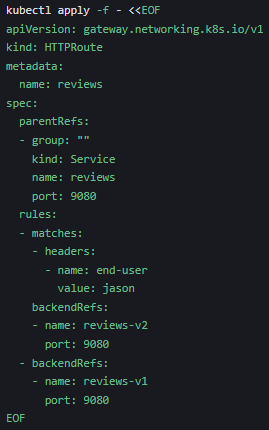 kubectl apply -f - <<EOF
apiVersion: gateway.networking.k8s.io/v1
kind: HTTPRoute
metadata:
  name: reviews
spec:
  parentRefs:
  - group: ""
    kind: Service
    name: reviews
    port: 9080
  rules:
  - matches:
    - headers:
      - name: end-user
        value: jason
    backendRefs:
    - name: reviews-v2
      port: 9080
  - backendRefs:
    - name: reviews-v1
      port: 9080
EOF